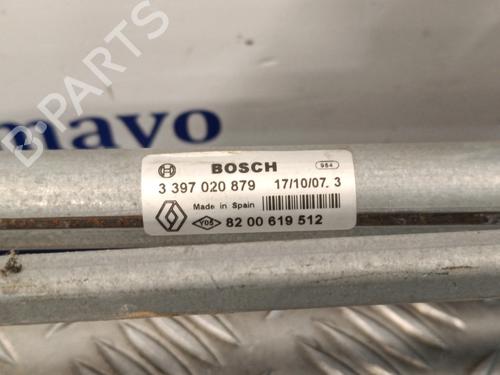 mavo
BOSCH 984
3 397 020 879 17/10/07. 3
Made in Spain
Y05 82 00 619 512
B-PARTS